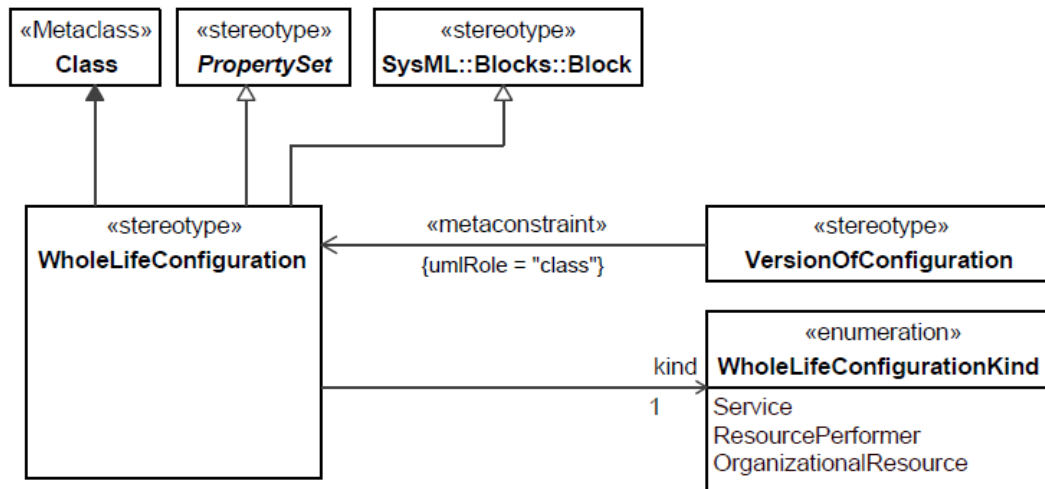 «Metaclass»
Class
«stereotype»
PropertySet
«stereotype»
SysML::Blocks::Block
«stereotype»
WholeLifeConfiguration
«metaconstraint»
{umlRole = "class"}
«stereotype»
VersionOfConfiguration
kind
1
«enumeration»
WholeLifeConfigurationKind
Service
ResourcePerformer
OrganizationalResource